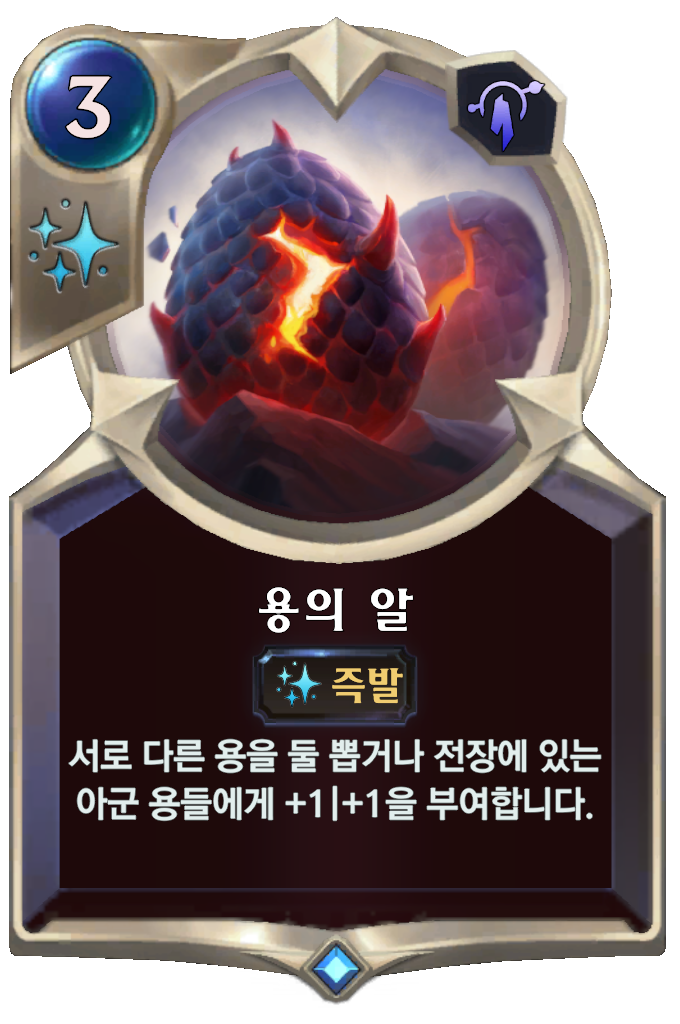 3
용의 알
즉발
서로 다른 용을 둘 뽑거나 전장에 있는
아군 용들에게 +1|+1을 부여합니다.